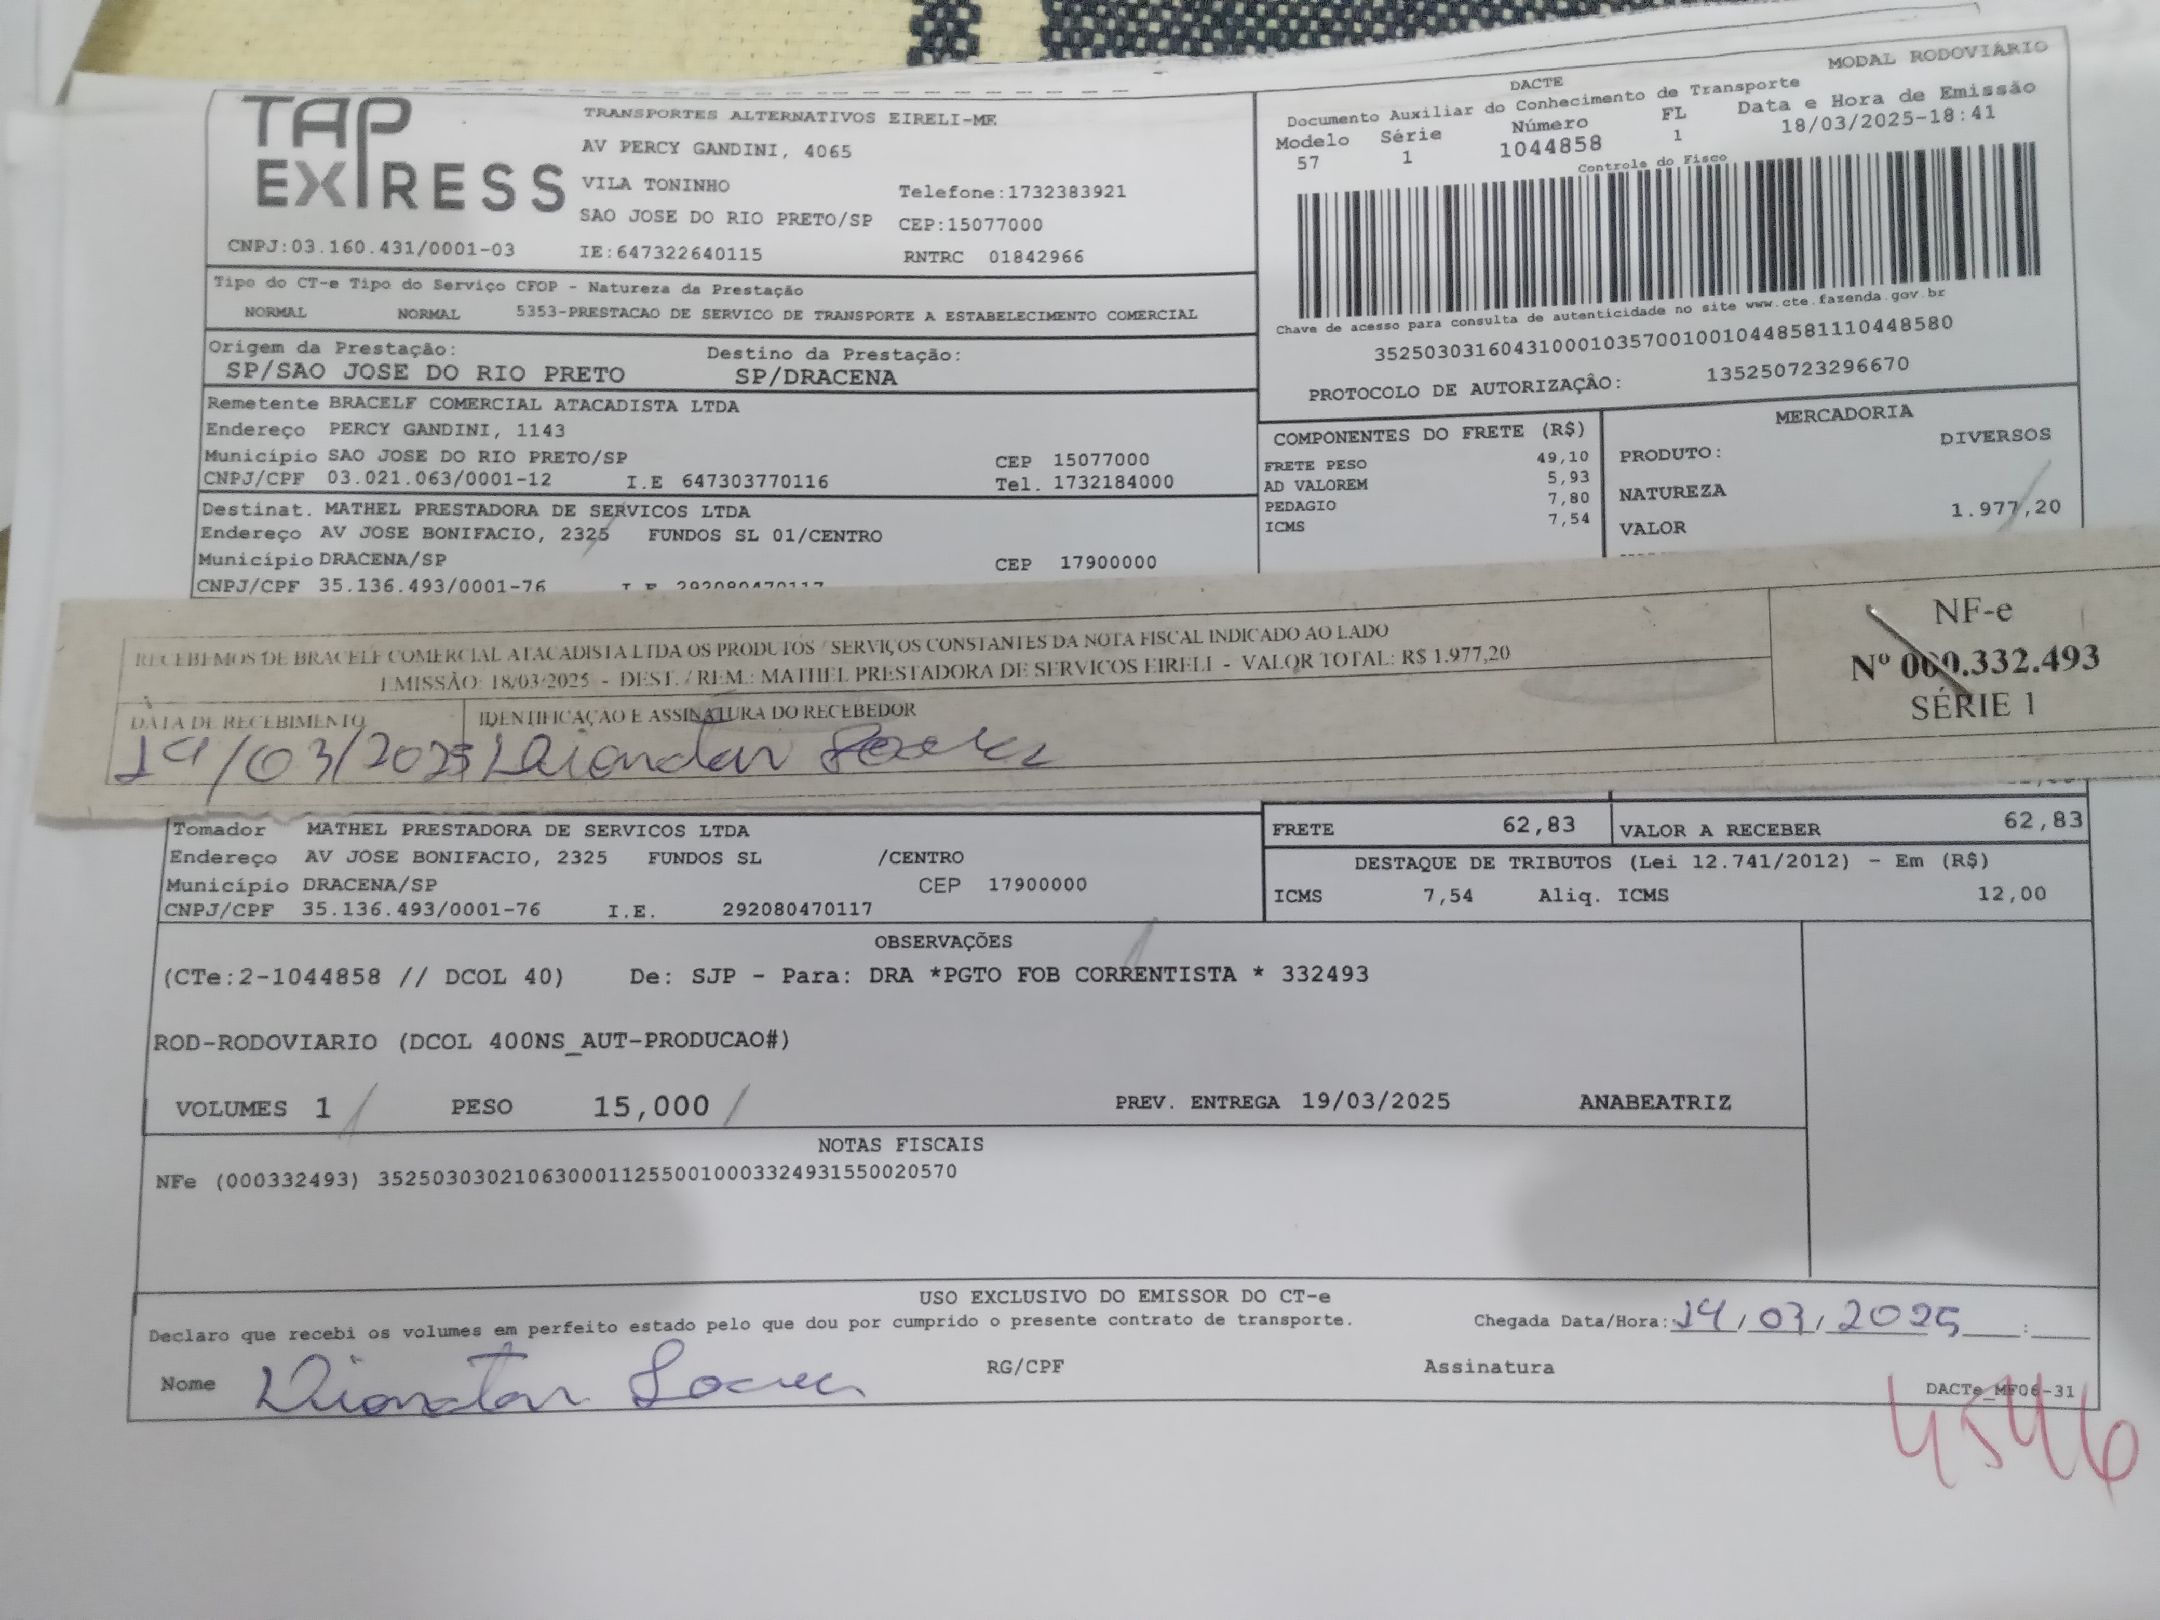 TAP
EXPRESS
TRANSPORTES ALTERNATIVOS EIRELI-ME
AV PERCY GANDINI, 4065
VILA TONINHO
Telefone:1732383921
SAO JOSE DO RIO PRETO/SP CEP:15077000
CNPJ:03.160.431/0001-03 IE:647322640115 RNTRC 01842966
MODAL RODOVIÁRIO
DACTE
Documento Auxiliar do Conhecimento de Transporte
Modelo Série Número FL Data e Hora de Emissão
57 1 1044858 1 18/03/2025-18:41
Controle do Fisco
Chave de acesso para consulta de autenticidade no site www.cte.fazenda.gov.br
35250303160431000103570010010448581110448580
PROTOCOLO DE AUTORIZAÇÃO: 135250723296670
Tipo do CT-e Tipo do Serviço CFOP - Natureza da Prestação
NORMAL NORMAL 5353-PRESTACAO DE SERVICO DE TRANSPORTE A ESTABELECIMENTO COMERCIAL
Origem da Prestação: Destino da Prestação:
SP/SAO JOSE DO RIO PRETO SP/DRACENA
Remetente BRACELF COMERCIAL ATACADISTA LTDA
Endereço PERCY GANDINI, 1143
Município SAO JOSE DO RIO PRETO/SP CEP 15077000
CNPJ/CPF 03.021.063/0001-12 I.E 647303770116 Tel. 1732184000
Destinat. MATHEL PRESTADORA DE SERVICOS LTDA
Endereço AV JOSE BONIFACIO, 2325 FUNDOS SL 01/CENTRO
Município DRACENA/SP CEP 17900000
CNPJ/CPF 35.136.493/0001-76 I.E 292080470117
COMPONENTES DO FRETE (R$)
FRETE PESO 49,10
AD VALOREM 5,93
PEDAGIO 7,80
ICMS 7,54
MERCADORIA
PRODUTO: DIVERSOS
NATUREZA
VALOR 1.977,20
RECEBEMOS DE BRACELF COMERCIAL ATACADISTA LTDA OS PRODUTOS / SERVIÇOS CONSTANTES DA NOTA FISCAL INDICADO AO LADO
EMISSÃO: 18/03/2025 - DEST. / REM.: MATHEL PRESTADORA DE SERVICOS EIRELI - VALOR TOTAL: R$ 1.977,20
DATA DE RECEBIMENTO IDENTIFICAÇÃO E ASSINATURA DO RECEBEDOR
19/03/2025
NF-e
Nº 000.332.493
SÉRIE 1
Tomador MATHEL PRESTADORA DE SERVICOS LTDA
Endereço AV JOSE BONIFACIO, 2325 FUNDOS SL /CENTRO
Município DRACENA/SP CEP 17900000
CNPJ/CPF 35.136.493/0001-76 I.E. 292080470117
FRETE 62,83 VALOR A RECEBER 62,83
DESTAQUE DE TRIBUTOS (Lei 12.741/2012) - Em (R$)
ICMS 7,54 Aliq. ICMS 12,00
OBSERVAÇÕES
(CTe:2-1044858 // DCOL 40) De: SJP - Para: DRA *PGTO FOB CORRENTISTA * 332493
ROD-RODOVIARIO (DCOL 400NS_AUT-PRODUCAO#)
VOLUMES 1 PESO 15,000 PREV. ENTREGA 19/03/2025 ANABEATRIZ
NOTAS FISCAIS
NFe (000332493) 35250303021063000112550010003324931550020570
USO EXCLUSIVO DO EMISSOR DO CT-e
Declaro que recebi os volumes em perfeito estado pelo que dou por cumprido o presente contrato de transporte. Chegada Data/Hora: 19/03/2025 __:__
Nome RG/CPF Assinatura
DACTe_MF06-31
4546